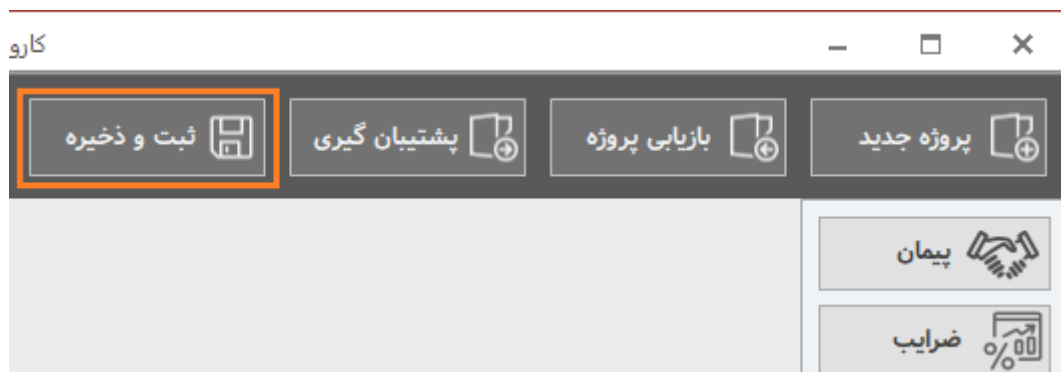 کارو
پروژه جدید
بازیابی پروژه
پشتیبان گیری
ثبت و ذخیره
پیمان
ضرایب